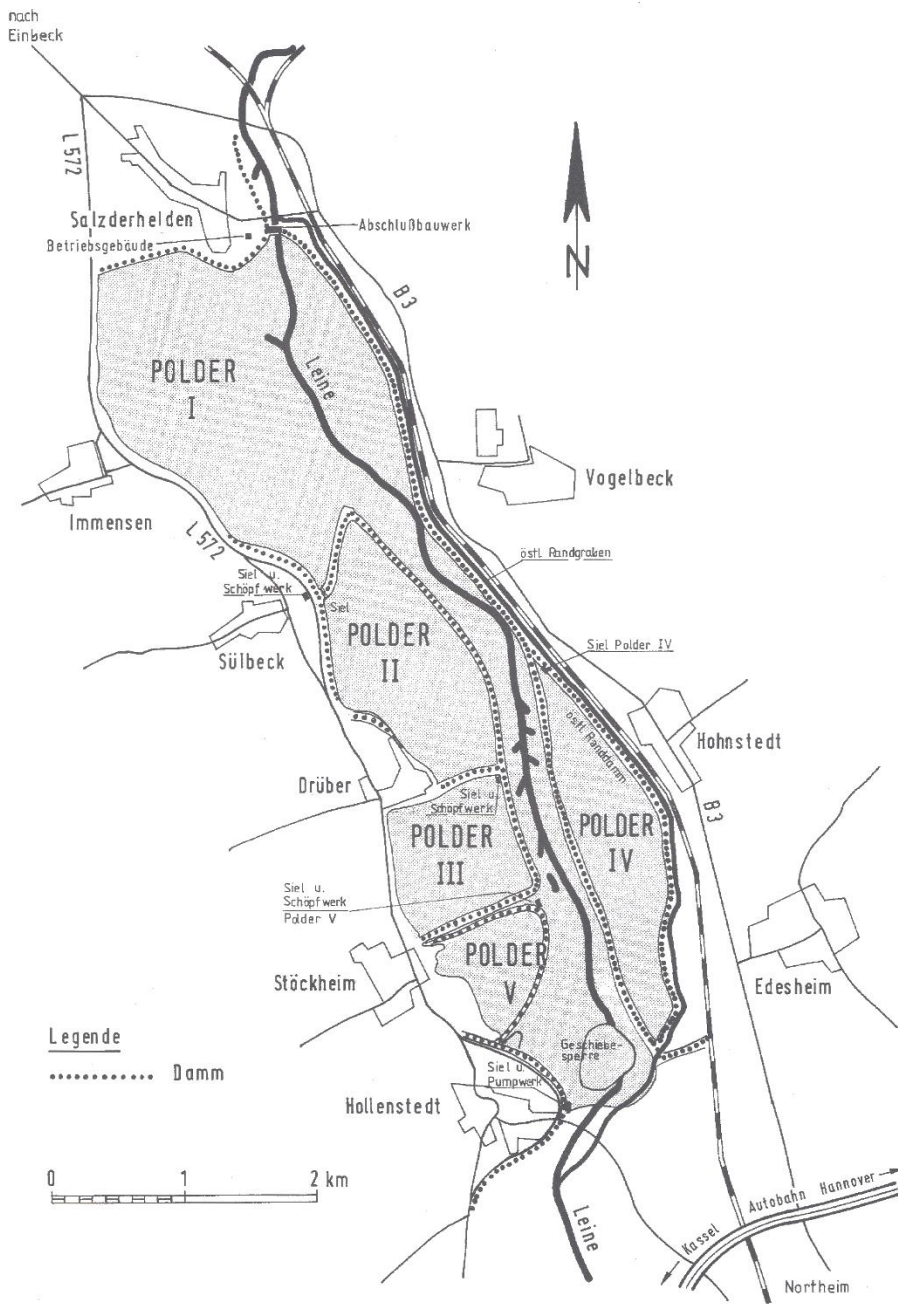 nach
Einbeck
L 572
Salzderhelden
Betriebsgebäude
Abschlußbauwerk
N
B 3
POLDER
I
Leine
Vogelbeck
Immensen
L 572
östl Randgraben
Siel u.
Schöpfwerk
Siel
Sülbeck
POLDER
II
Siel Polder IV
Hohnstedt
östl. Randdamm
Drüber
Siel u.
Schöpfwerk
B 3
POLDER
III
POLDER
IV
Siel u.
Schöpfwerk
Polder V
Stöckheim
POLDER
V
Edesheim
Legende
Damm
Geschiebe-
sperre
Siel u.
Pumpwerk
Hollenstedt
0 1 2 km
Leine
Kassel Autobahn Hannover
Northeim